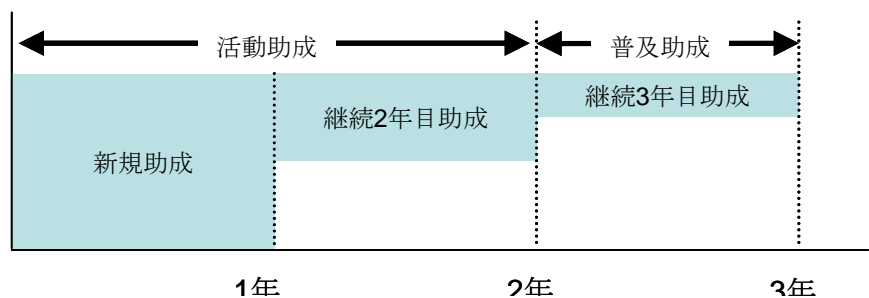 活動助成
普及助成
新規助成
継続2年目助成
継続3年目助成
1年
2年
3年